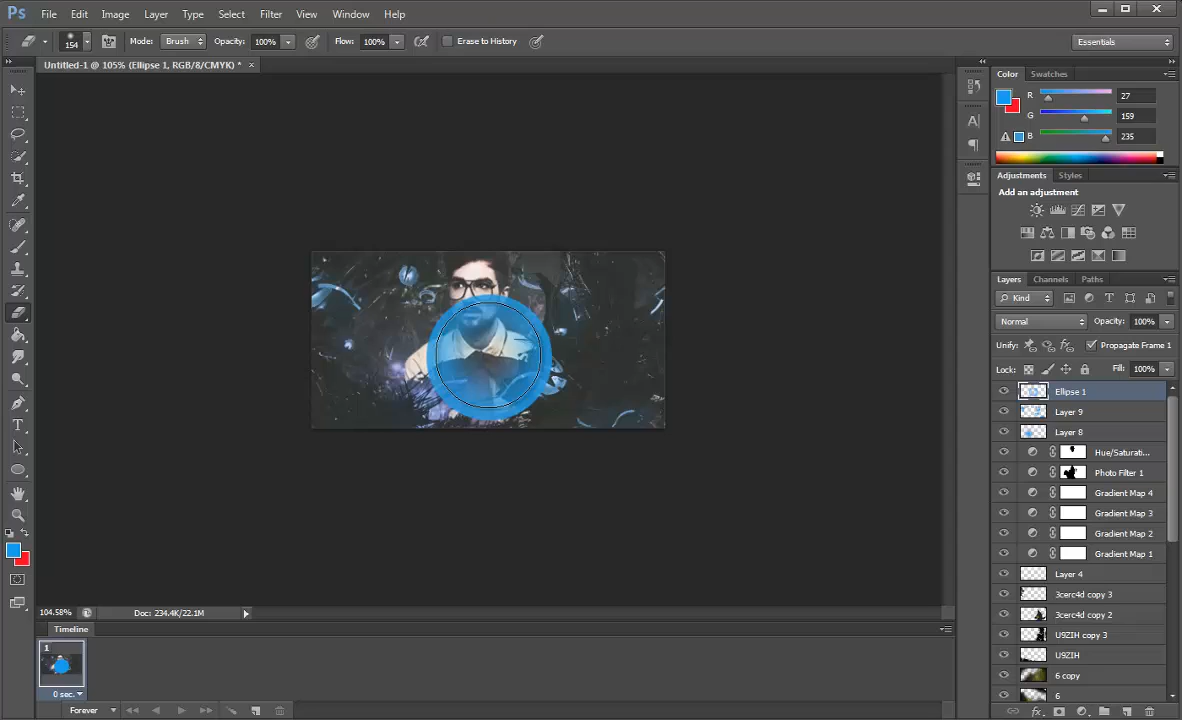 Ps File Edit Image Layer Type Select Filter View Window Help
154 Mode: Brush Opacity: 100% Flow: 100% Erase to History Essentials
Untitled-1 @ 105% (Ellipse 1, RGB/8/CMYK) * ×
Color Swatches
R 27
G 159
B 235
Adjustments Styles
Add an adjustment
Layers Channels Paths
Kind
Normal Opacity: 100%
Unify: Propagate Frame 1
Lock: Fill: 100%
Ellipse 1
Layer 9
Layer 8
Hue/Saturati...
Photo Filter 1
Gradient Map 4
Gradient Map 3
Gradient Map 2
Gradient Map 1
Layer 4
3cerc4d copy 3
3cerc4d copy 2
U9ZIH copy 3
U9ZIH
6 copy
6
104.58% Doc: 234.4K/22.1M
Timeline
1
0 sec.
Forever